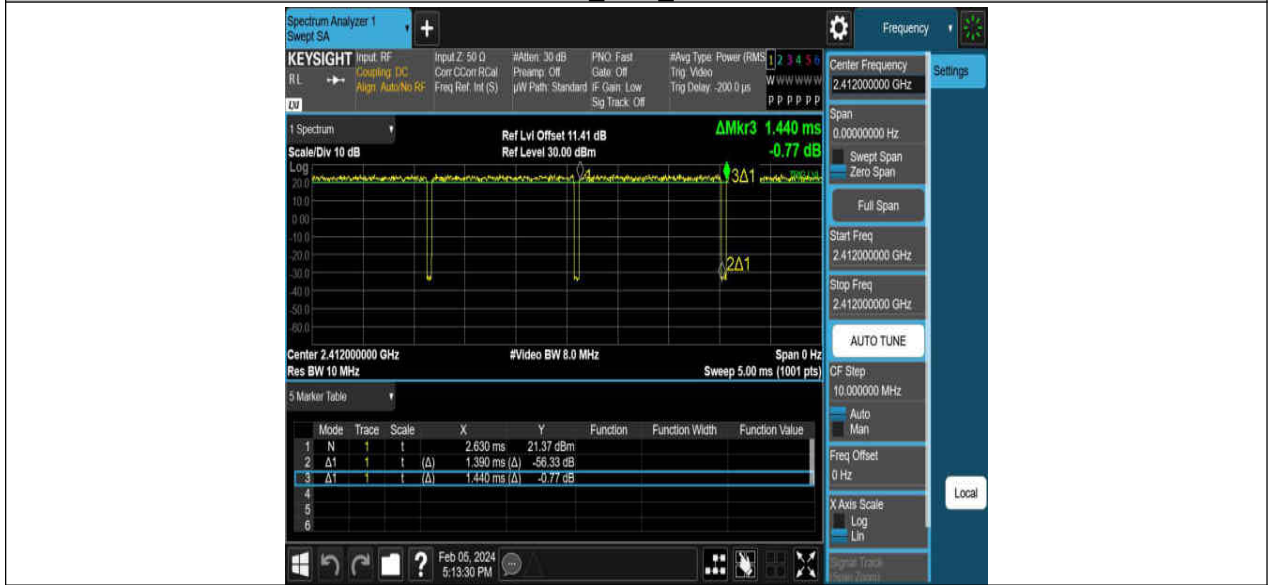 Spectrum Analyzer 1
Swept SA
+
Frequency
KEYSIGHT
RL
LXI
Input: RF
Coupling: DC
Align: Auto/No RF
Input Z: 50 Ω
Corr CCorr RCal
Freq Ref: Int (S)
#Atten: 30 dB
Preamp: Off
µW Path: Standard
PNO: Fast
Gate: Off
IF Gain: Low
Sig Track: Off
#Avg Type: Power (RMS
Trig: Video
Trig Delay: -200.0 µs
1 2 3 4 5 6
W W W W W W
P P P P P P
Center Frequency
2.412000000 GHz
Settings
Span
0.00000000 Hz
Swept Span
Zero Span
Full Span
Start Freq
2.412000000 GHz
Stop Freq
2.412000000 GHz
AUTO TUNE
CF Step
10.000000 MHz
Auto
Man
Freq Offset
0 Hz
X Axis Scale
Log
Lin
Signal Track
(Span Zoom)
Local
1 Spectrum
Scale/Div 10 dB
Ref Lvl Offset 11.41 dB
Ref Level 30.00 dBm
ΔMkr3 1.440 ms
-0.77 dB
Log
20.0
10.0
0.00
-10.0
-20.0
-30.0
-40.0
-50.0
-60.0
1
3Δ1
TRIG LVL
2Δ1
Center 2.412000000 GHz
#Video BW 8.0 MHz
Span 0 Hz
Res BW 10 MHz
Sweep 5.00 ms (1001 pts)
5 Marker Table
Mode Trace Scale X Y Function Function Width Function Value
1 N 1 t 2.630 ms 21.37 dBm
2 Δ1 1 t (Δ) 1.390 ms (Δ) -56.33 dB
3 Δ1 1 t (Δ) 1.440 ms (Δ) -0.77 dB
4
5
6
?
Feb 05, 2024
5:13:30 PM